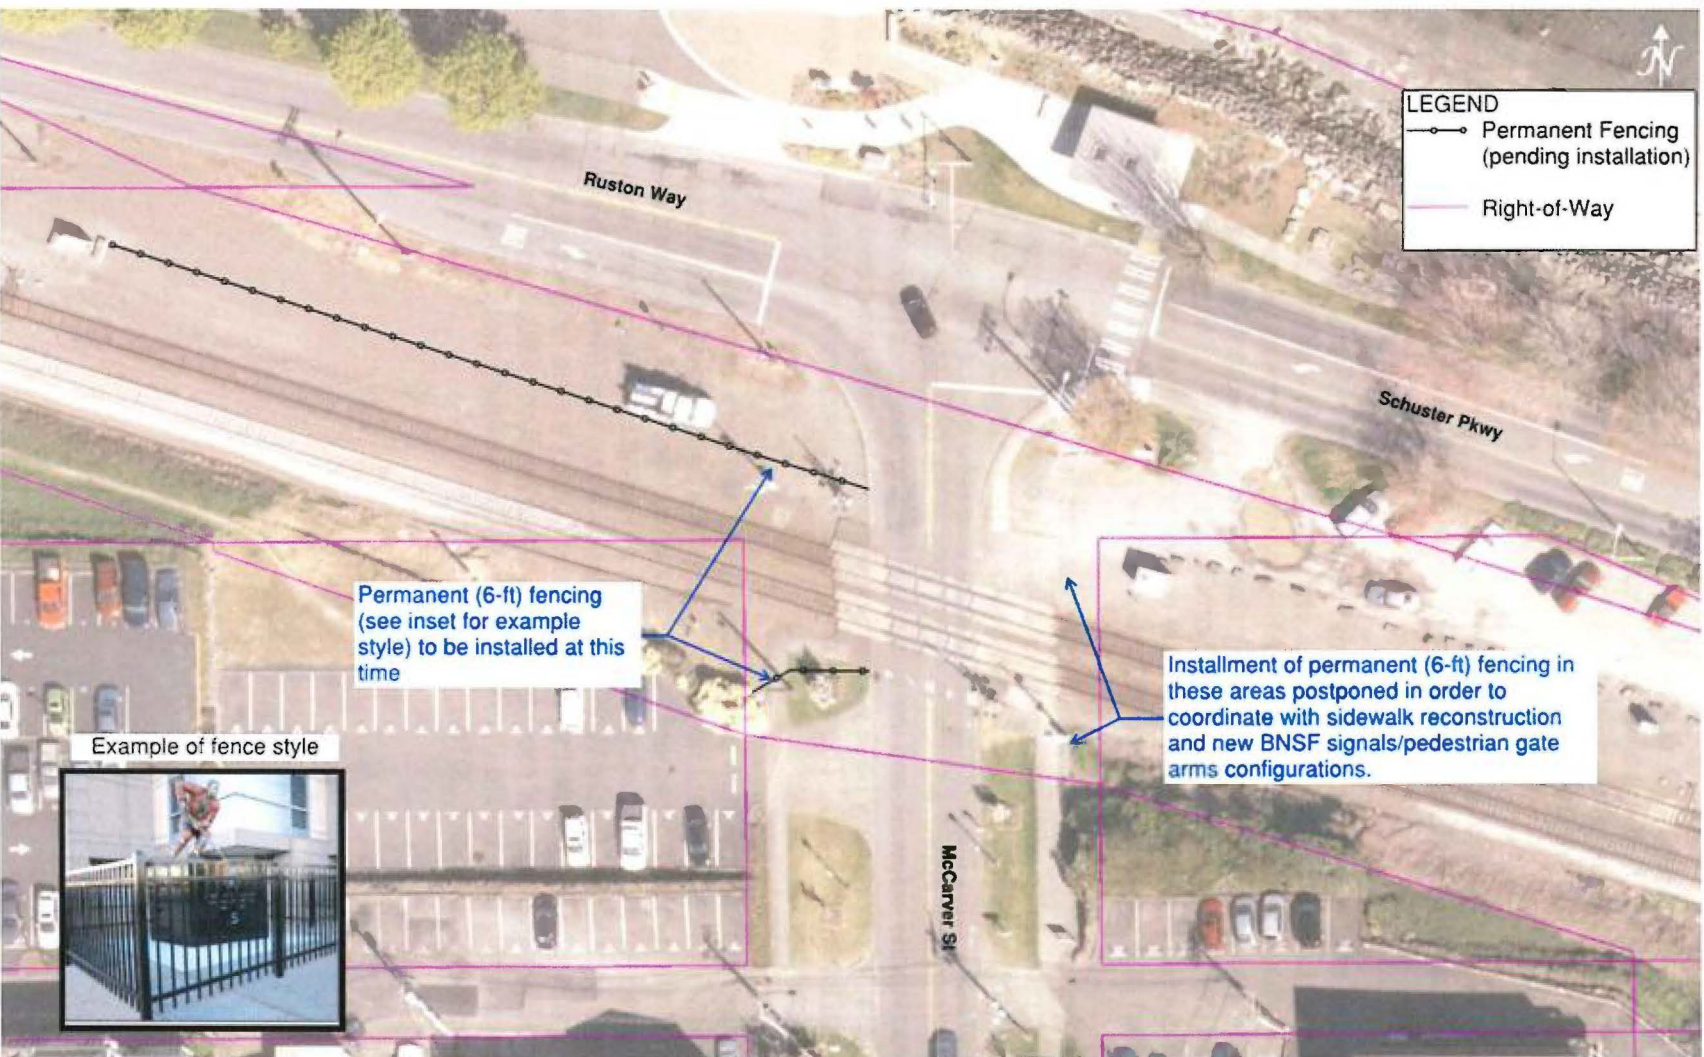 N
LEGEND
Permanent Fencing
(pending installation)
Right-of-Way
Ruston Way
Schuster Pkwy
Permanent (6-ft) fencing
(see inset for example
style) to be installed at this
time
Installment of permanent (6-ft) fencing in
these areas postponed in order to
coordinate with sidewalk reconstruction
and new BNSF signals/pedestrian gate
arms configurations.
Example of fence style
McCarver St